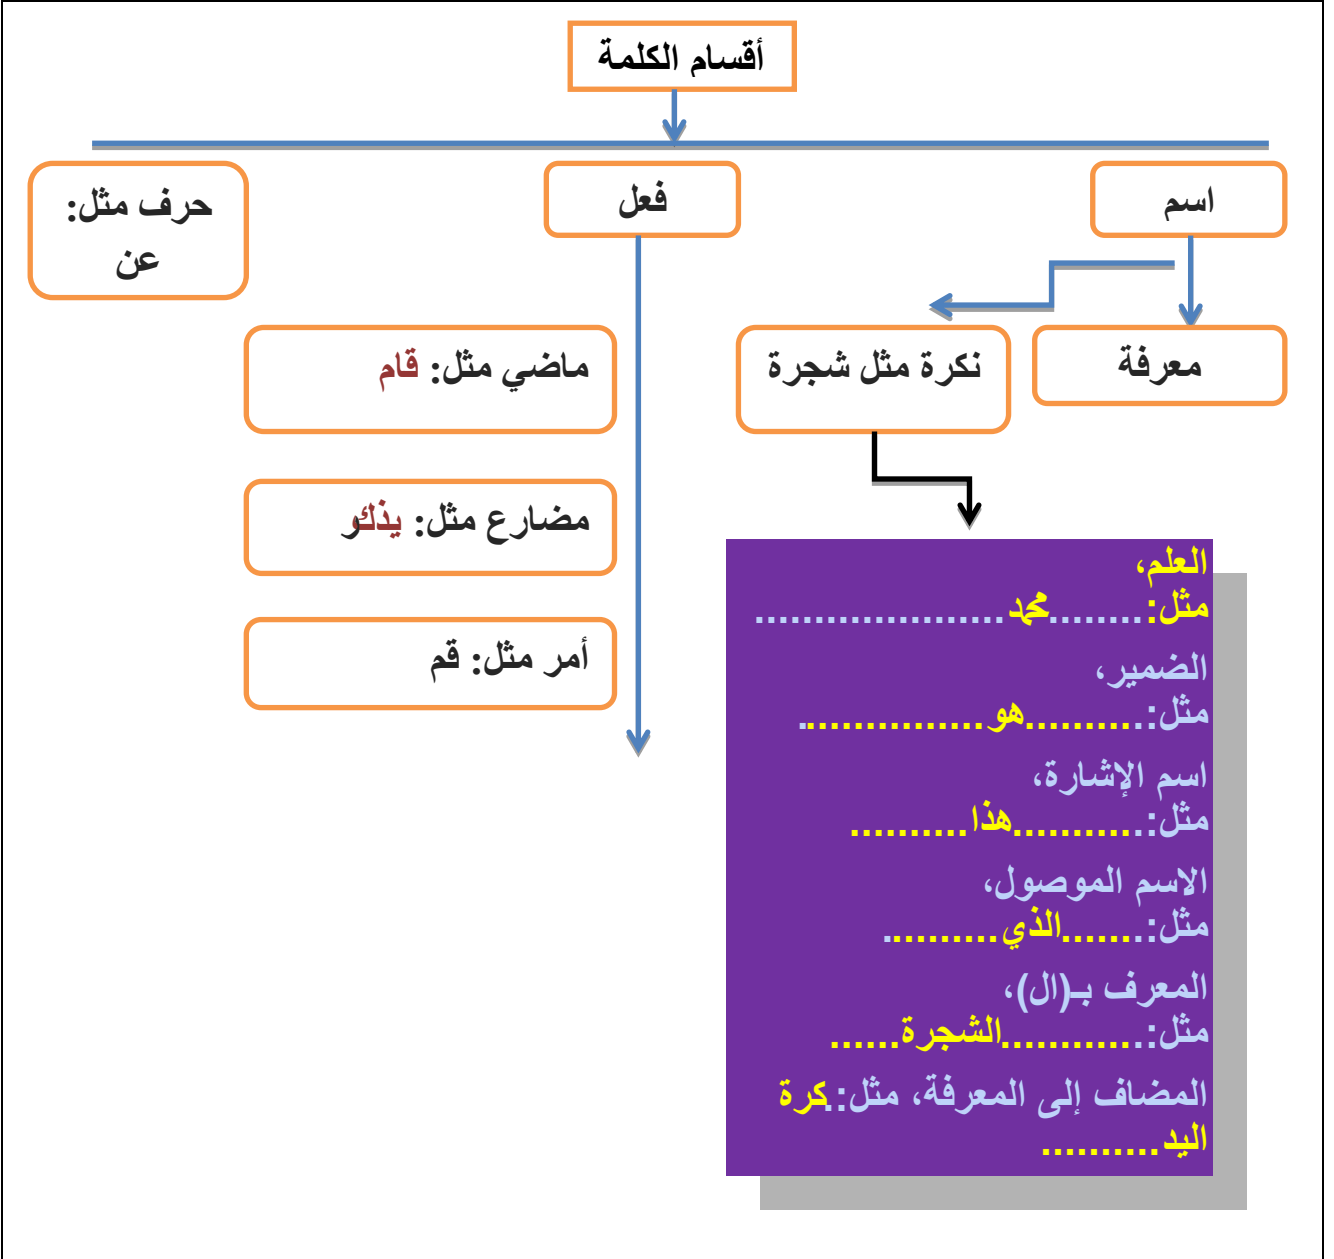 أقسام الكلمة
اسم
فعل
حرف مثل:
عن
معرفة
نكرة مثل شجرة
ماضي مثل: قام
مضارع مثل: يذكر
أمر مثل: قم
العلم،
مثل:........محمد.....................
الضمير،
مثل:..........هو................
اسم الإشارة،
مثل:...........هذا..........
الاسم الموصول،
مثل:.......الذي..........
المعرف بـ(ال)،
مثل:............الشجرة......
المضاف إلى المعرفة، مثل:.كرة
اليد..........